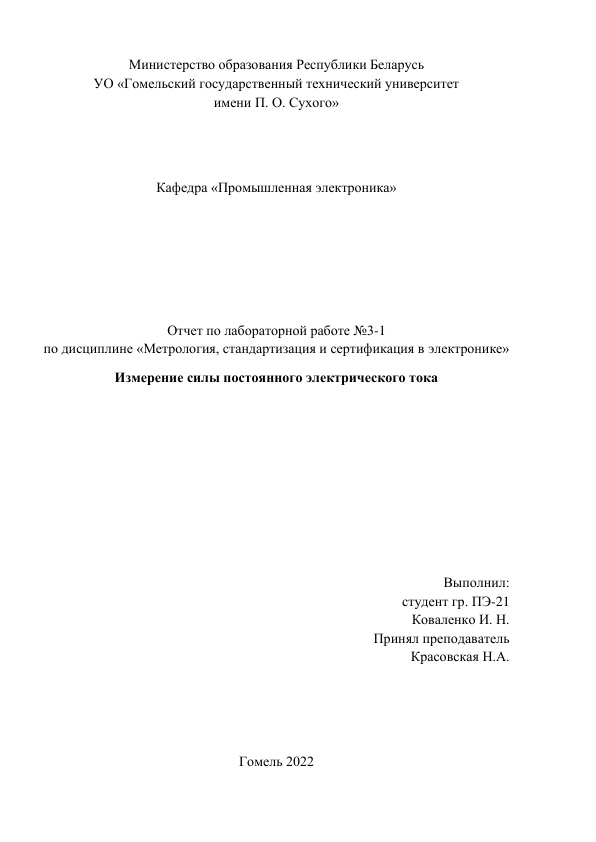 Министерство образования Республики Беларусь
УО «Гомельский государственный технический университет
имени П. О. Сухого»
Кафедра «Промышленная электроника»
Отчет по лабораторной работе №3-1
по дисциплине «Метрология, стандартизация и сертификация в электронике»
Измерение силы постоянного электрического тока
Выполнил:
студент гр. ПЭ-21
Коваленко И. Н.
Принял преподаватель
Красовская Н.А.
Гомель 2022